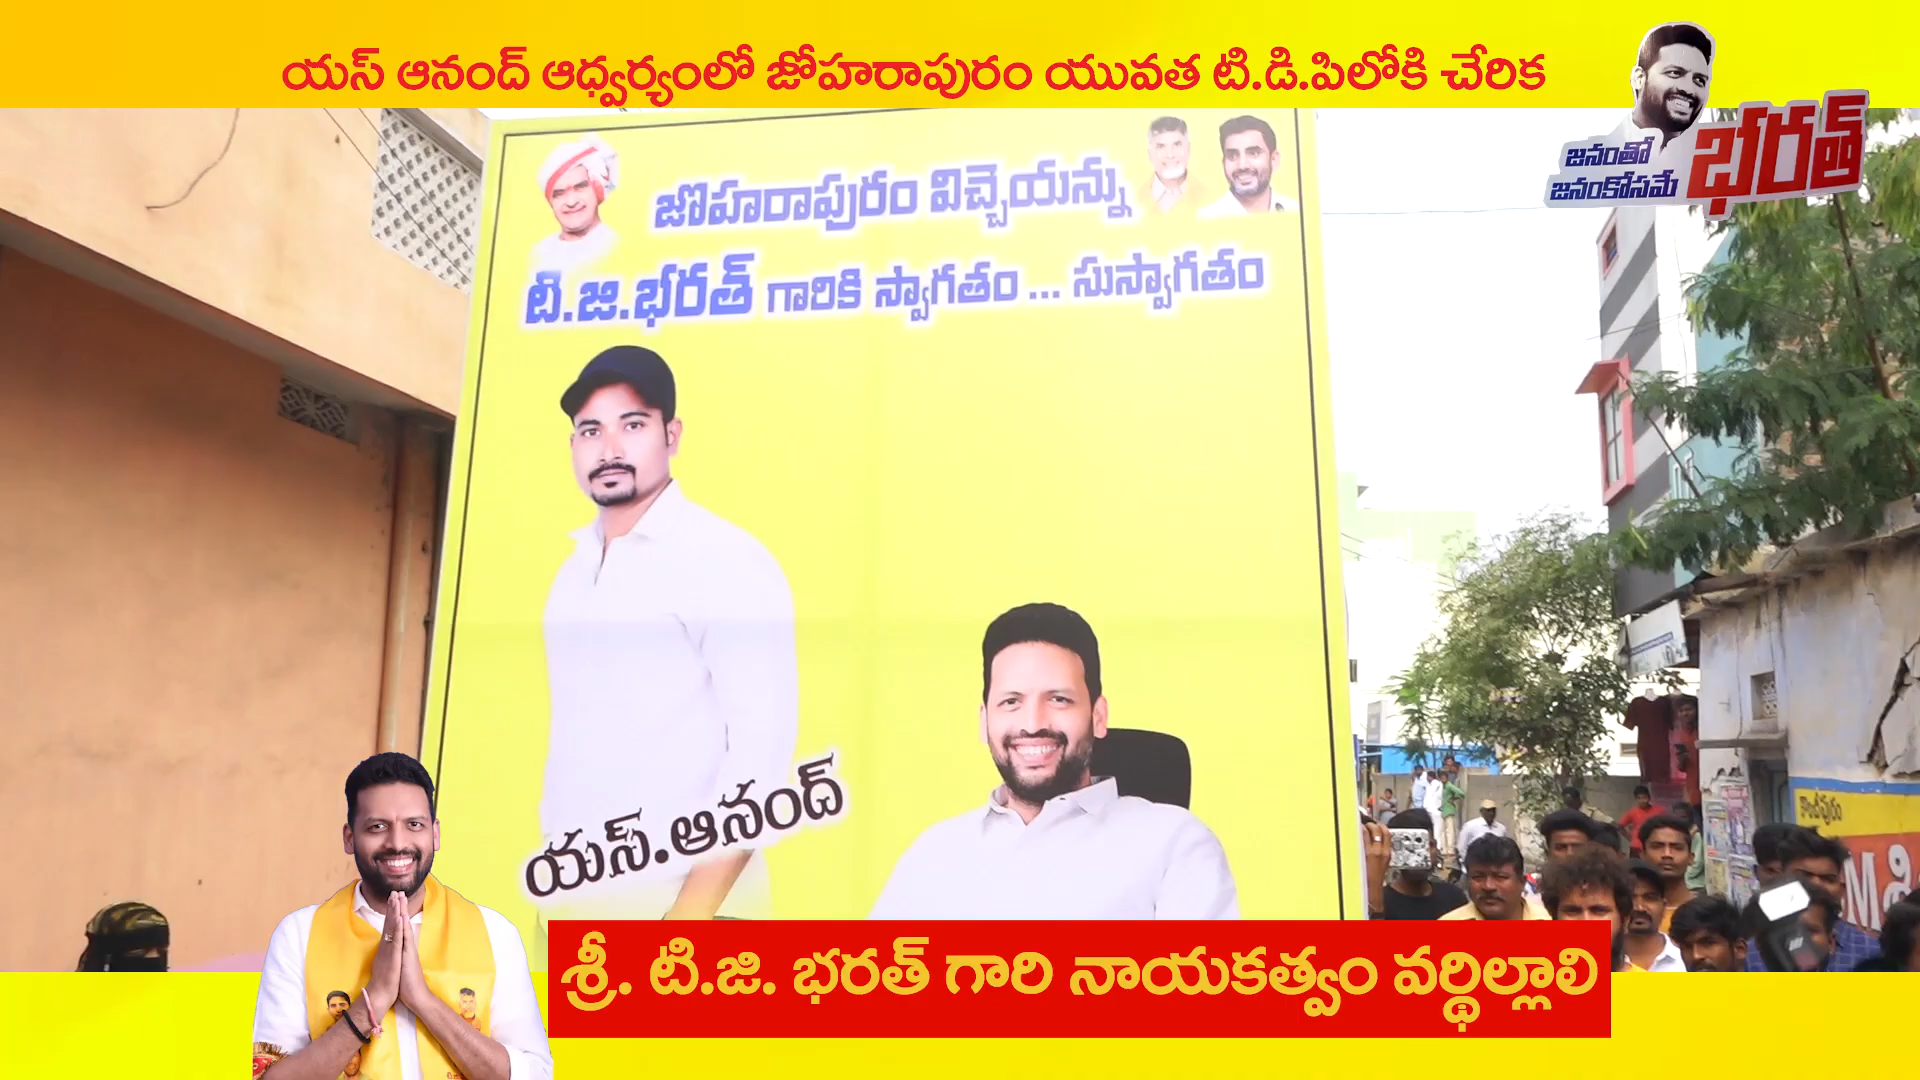 యస్ ఆనంద్ ఆధ్వర్యంలో జోహరాపురం యువత టి.డి.పిలోకి చేరిక
జనంతో
జనంకోసమే
భరత్
జొహరాపురం విచ్చెయన్ను
టి.జి.భరత్ గారికి స్వాగతం ... సుస్వాగతం
యస్.ఆనంద్
శ్రీ. టి.జి. భరత్ గారి నాయకత్వం వర్థిల్లాలి